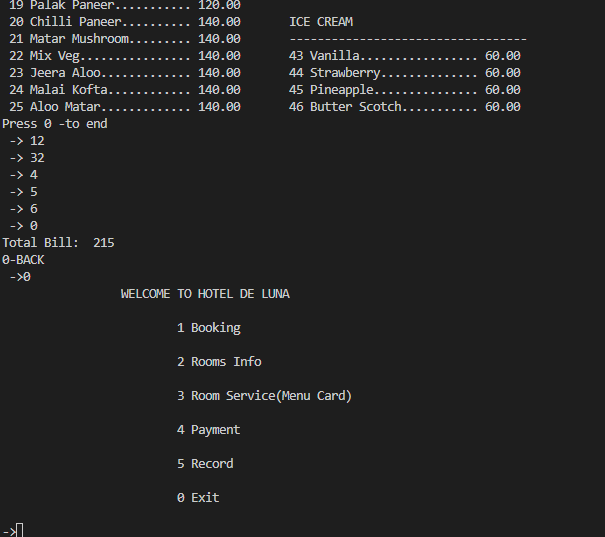 19 Palak Paneer........... 120.00
20 Chilli Paneer.......... 140.00 ICE CREAM
21 Matar Mushroom......... 140.00 ----------------------------------
22 Mix Veg................ 140.00 43 Vanilla................. 60.00
23 Jeera Aloo............. 140.00 44 Strawberry.............. 60.00
24 Malai Kofta............ 140.00 45 Pineapple............... 60.00
25 Aloo Matar............. 140.00 46 Butter Scotch........... 60.00
Press 0 -to end
-> 12
-> 32
-> 4
-> 5
-> 6
-> 0
Total Bill:  215
0-BACK
->0
WELCOME TO HOTEL DE LUNA
1 Booking
2 Rooms Info
3 Room Service(Menu Card)
4 Payment
5 Record
0 Exit
->